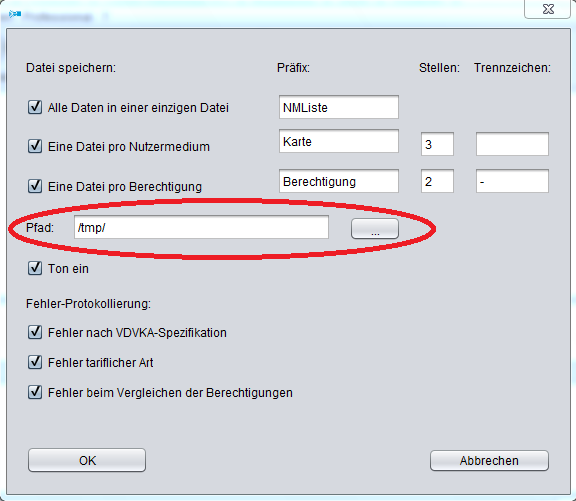 Datei speichern: Präfix: Stellen: Trennzeichen:
Alle Daten in einer einzigen Datei NMListe
Eine Datei pro Nutzermedium Karte 3
Eine Datei pro Berechtigung Berechtigung 2 -
Pfad: /tmp/ ...
Ton ein
Fehler-Protokollierung:
Fehler nach VDVKA-Spezifikation
Fehler tariflicher Art
Fehler beim Vergleichen der Berechtigungen
OK Abbrechen